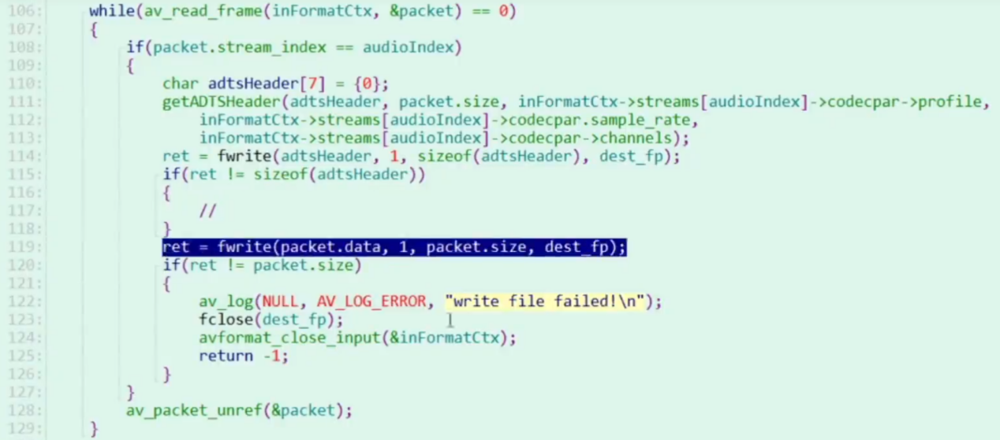 106: while(av_read_frame(inFormatCtx, &packet) == 0)
107: {
108: if(packet.stream_index == audioIndex)
109: {
110: char adtsHeader[7] = {0};
111: getADTSHeader(adtsHeader, packet.size, inFormatCtx->streams[audioIndex]->codecpar->profile,
112: inFormatCtx->streams[audioIndex]->codecpar.sample_rate,
113: inFormatCtx->streams[audioIndex]->codecpar->channels);
114: ret = fwrite(adtsHeader, 1, sizeof(adtsHeader), dest_fp);
115: if(ret != sizeof(adtsHeader))
116: {
117: //
118: }
119: ret = fwrite(packet.data, 1, packet.size, dest_fp);
120: if(ret != packet.size)
121: {
122: av_log(NULL, AV_LOG_ERROR, "write file failed!\n");
123: fclose(dest_fp);
124: avformat_close_input(&inFormatCtx);
125: return -1;
126: }
127: }
128: av_packet_unref(&packet);
129: }